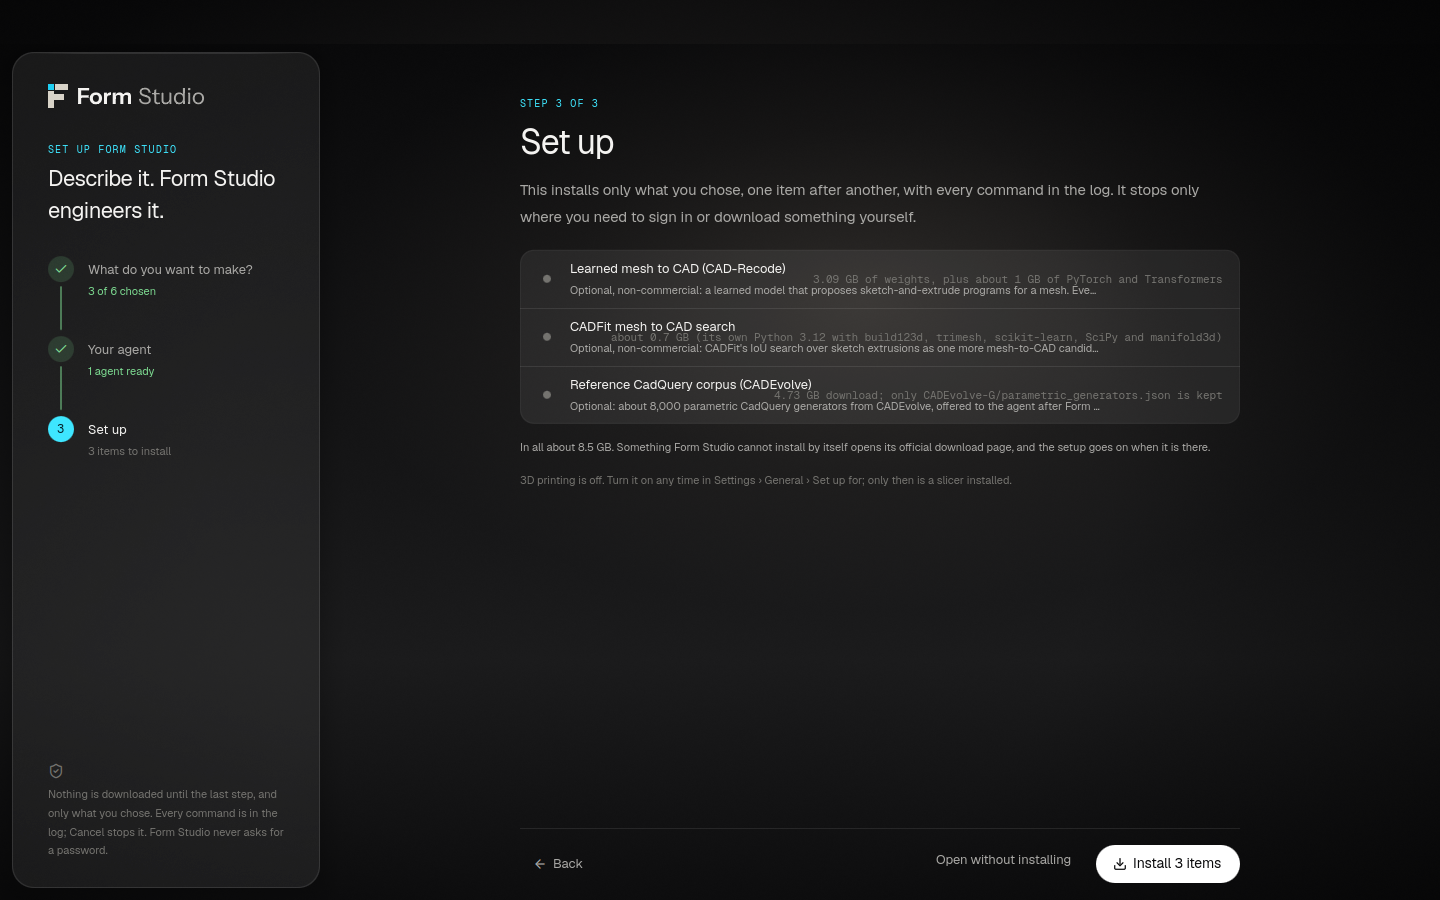 Form Studio
SET UP FORM STUDIO
Describe it. Form Studio
engineers it.
What do you want to make?
3 of 6 chosen
Your agent
1 agent ready
3
Set up
3 items to install
Nothing is downloaded until the last step, and
only what you chose. Every command is in the
log; Cancel stops it. Form Studio never asks for
a password.
STEP 3 OF 3
Set up
This installs only what you chose, one item after another, with every command in the log. It stops only
where you need to sign in or download something yourself.
Learned mesh to CAD (CAD-Recode)
3.09 GB of weights, plus about 1 GB of PyTorch and Transformers
Optional, non-commercial: a learned model that proposes sketch-and-extrude programs for a mesh. Eve...
CADFit mesh to CAD search
about 0.7 GB (its own Python 3.12 with build123d, trimesh, scikit-learn, SciPy and manifold3d)
Optional, non-commercial: CADFit's IoU search over sketch extrusions as one more mesh-to-CAD candid...
Reference CadQuery corpus (CADEvolve)
4.73 GB download; only CADEvolve-G/parametric_generators.json is kept
Optional: about 8,000 parametric CadQuery generators from CADEvolve, offered to the agent after Form ...
In all about 8.5 GB. Something Form Studio cannot install by itself opens its official download page, and the setup goes on when it is there.
3D printing is off. Turn it on any time in Settings › General › Set up for; only then is a slicer installed.
Back
Open without installing
Install 3 items